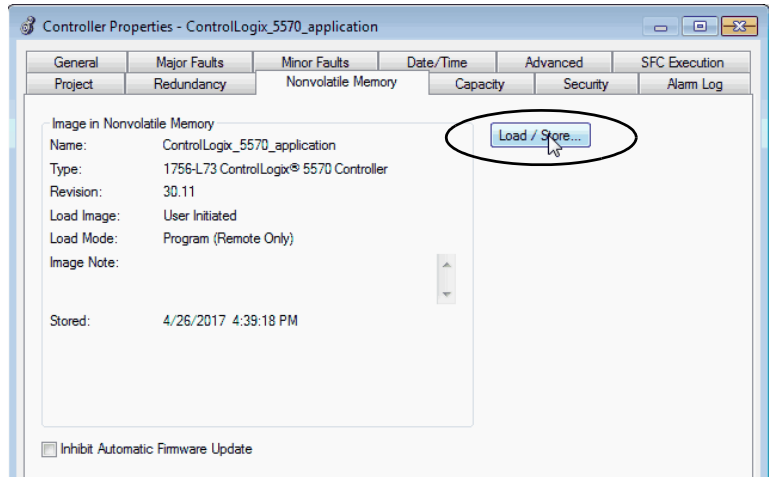 Controller Properties - ControlLogix_5570_application
General Major Faults Minor Faults Date/Time Advanced SFC Execution
Project Redundancy Nonvolatile Memory Capacity Security Alarm Log
Image in Nonvolatile Memory
Name: ControlLogix_5570_application
Load / Store...
Type: 1756-L73 ControlLogix® 5570 Controller
Revision: 30.11
Load Image: User Initiated
Load Mode: Program (Remote Only)
Image Note:
Stored: 4/26/2017 4:39:18 PM
Inhibit Automatic Firmware Update